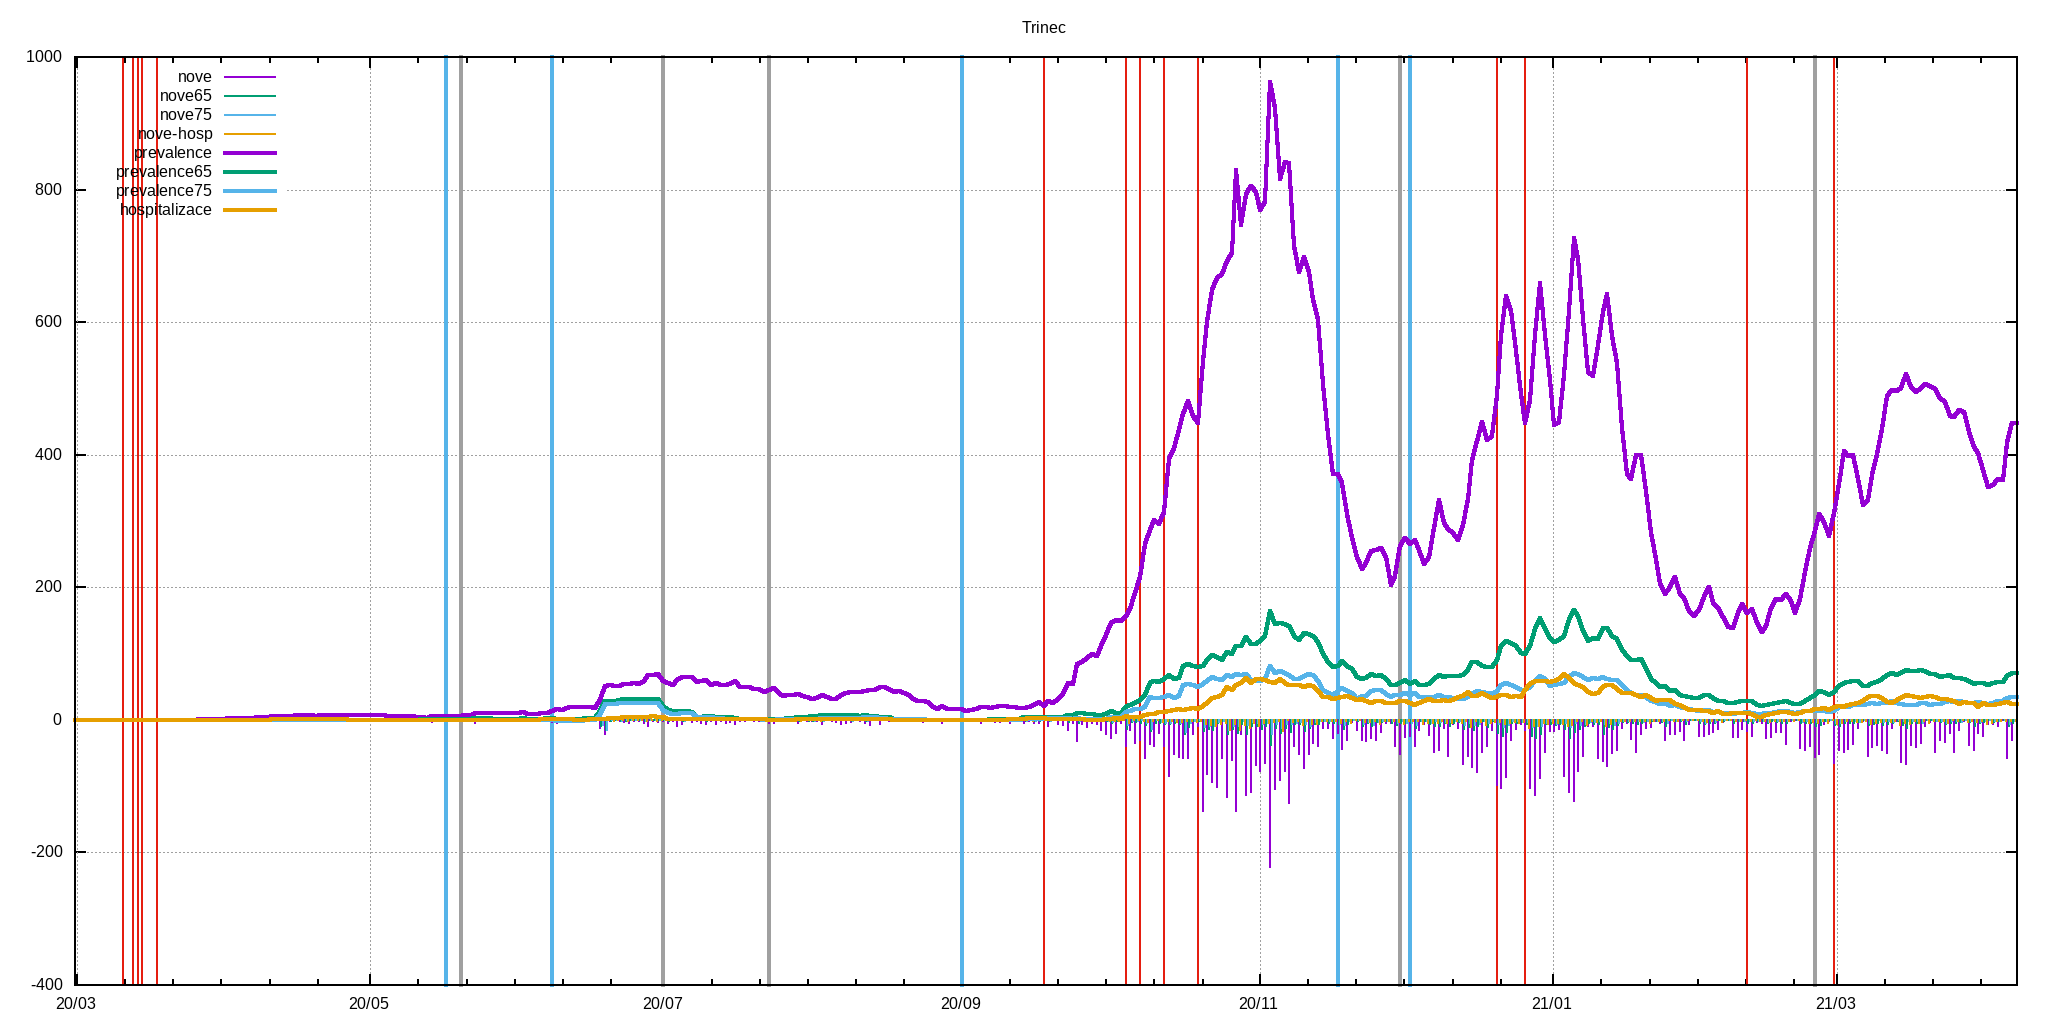 Trinec
1000
800
600
400
200
0
-200
-400
nove
nove65
nove75
nove-hosp
prevalence
prevalence65
prevalence75
hospitalizace
20/03 20/05 20/07 20/09 20/11 21/01 21/03